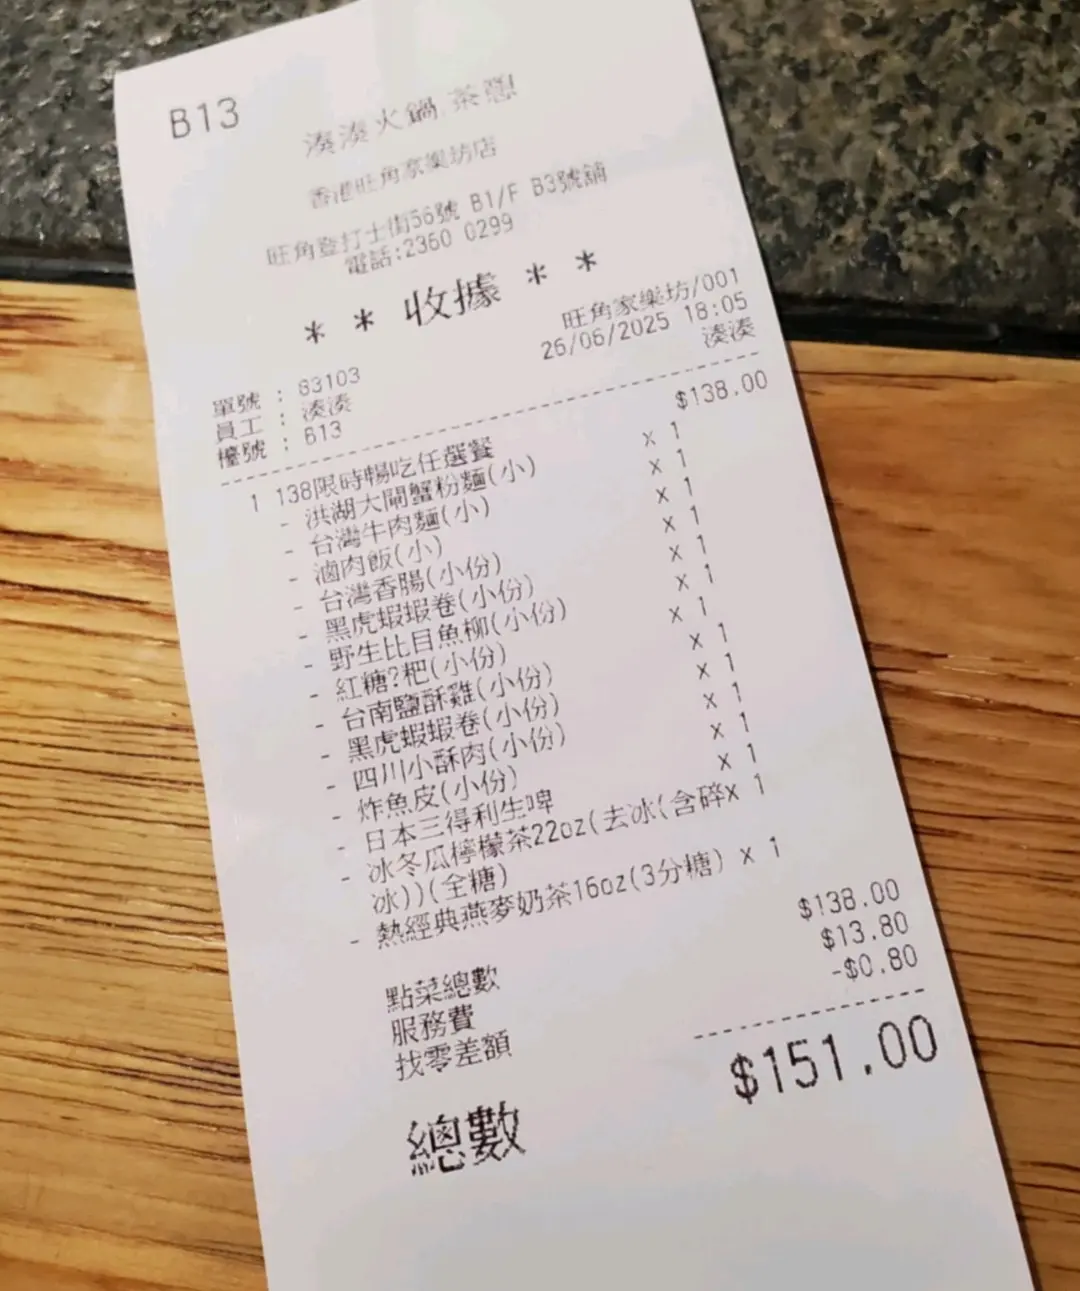 B13
湊湊火鍋.茶憩
香港旺角家樂坊店
旺角登打士街56號 B1/F B3號舖
電話:2360 0299
* * 收據 * *
旺角家樂坊/001
單號 : 83103 26/06/2025 18:05
員工 : 湊湊 湊湊
檯號 : B13
1 138限時暢吃任選餐 $138.00
- 洪湖大閘蟹粉麵(小) x 1
- 台灣牛肉麵(小) x 1
- 滷肉飯(小) x 1
- 台灣香腸(小份) x 1
- 黑虎蝦蝦卷(小份) x 1
- 野生比目魚柳(小份) x 1
- 紅糖?粑(小份) x 1
- 台南鹽酥雞(小份) x 1
- 黑虎蝦蝦卷(小份) x 1
- 四川小酥肉(小份) x 1
- 炸魚皮(小份) x 1
- 日本三得利生啤 x 1
- 冰冬瓜檸檬茶22oz(去冰(含碎x 1
冰))(全糖)
- 熱經典燕麥奶茶16oz(3分糖) x 1
點菜總數 $138.00
服務費 $13.80
找零差額 -$0.80
總數 $151.00